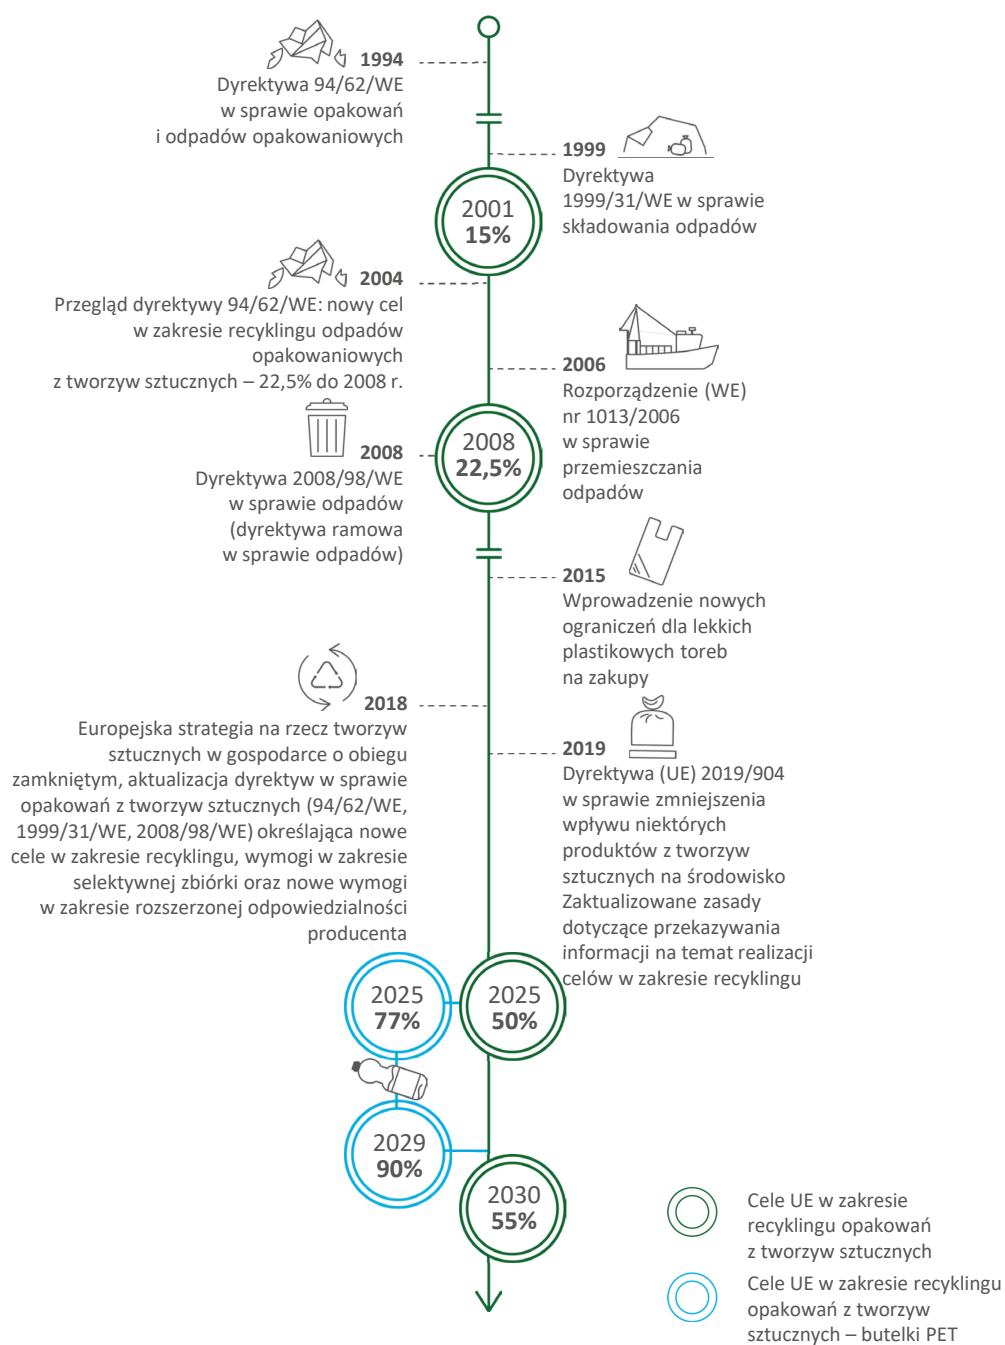 1994
Dyrektywa 94/62/WE
w sprawie opakowań
i odpadów opakowaniowych
1999
Dyrektywa
1999/31/WE w sprawie
składowania odpadów
2001
15%
2004
Przegląd dyrektywy 94/62/WE: nowy cel
w zakresie recyklingu odpadów
opakowaniowych
z tworzyw sztucznych – 22,5% do 2008 r.
2006
Rozporządzenie (WE)
nr 1013/2006
w sprawie
przemieszczania
odpadów
2008
22,5%
2008
Dyrektywa 2008/98/WE
w sprawie odpadów
(dyrektywa ramowa
w sprawie odpadów)
2015
Wprowadzenie nowych
ograniczeń dla lekkich
plastikowych toreb
na zakupy
2018
Europejska strategia na rzecz tworzyw
sztucznych w gospodarce o obiegu
zamkniętym, aktualizacja dyrektyw w sprawie
opakowań z tworzyw sztucznych (94/62/WE,
1999/31/WE, 2008/98/WE) określająca nowe
cele w zakresie recyklingu, wymogi w zakresie
selektywnej zbiórki oraz nowe wymogi
w zakresie rozszerzonej odpowiedzialności
producenta
2019
Dyrektywa (UE) 2019/904
w sprawie zmniejszenia
wpływu niektórych
produktów z tworzyw
sztucznych na środowisko
Zaktualizowane zasady
dotyczące przekazywania
informacji na temat realizacji
celów w zakresie recyklingu
2025
77%
2025
50%
2029
90%
2030
55%
Cele UE w zakresie
recyklingu opakowań
z tworzyw sztucznych
Cele UE w zakresie recyklingu
opakowań z tworzyw
sztucznych – butelki PET